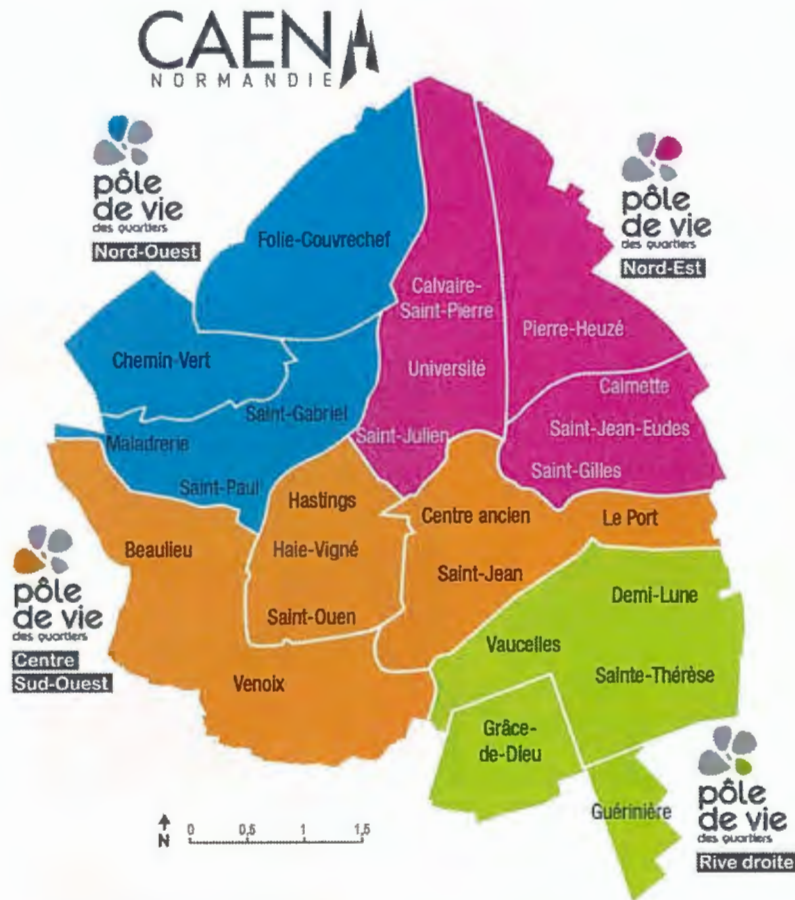 CAEN
NORMANDIE
pôle
de vie
des quartiers
Nord-Ouest
pôle
de vie
des quartiers
Nord-Est
Folie-Couvrechef
Calvaire-
Saint-Pierre
Pierre-Heuzé
Chemin-Vert
Université
Calmette
Saint-Gabriel
Saint-Jean-Eudes
Maladrerie
Saint-Julien
Saint-Gilles
Saint-Paul
Hastings
Centre ancien
Le Port
Beaulieu
Haie-Vigné
Saint-Jean
pôle
de vie
des quartiers
Centre
Sud-Ouest
Demi-Lune
Saint-Ouen
Vaucelles
Venoix
Sainte-Thérèse
Grâce-
de-Dieu
Guérinière
pôle
de vie
des quartiers
Rive droite
N
0 0,5 1 1,5